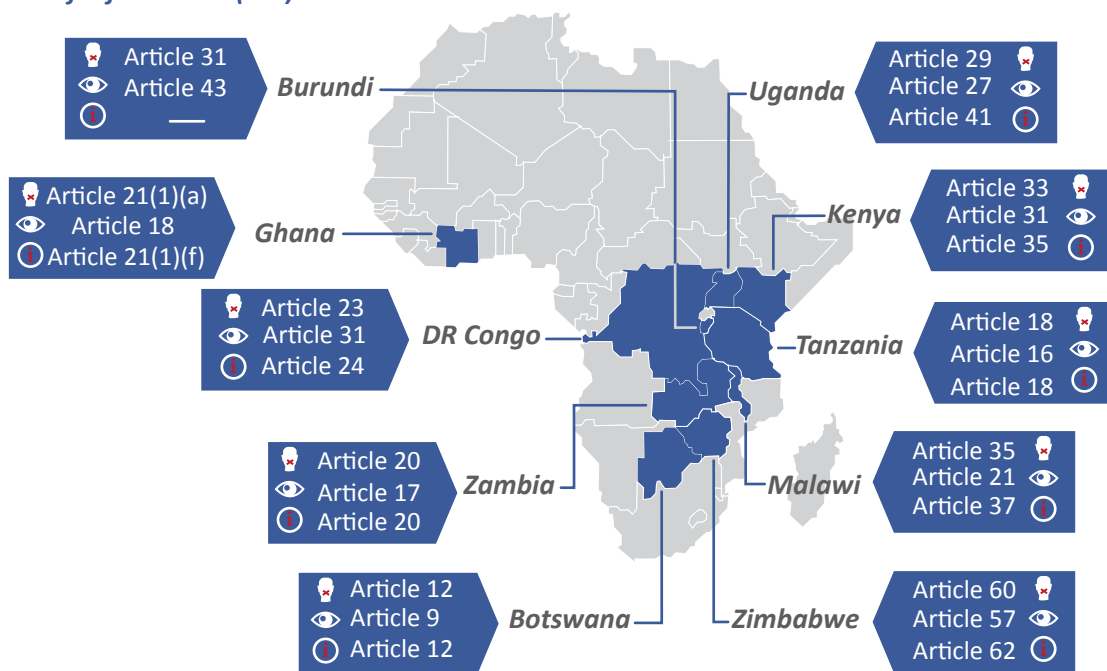 Article 31
Article 43
Burundi
Uganda
Article 29
Article 27
Article 41
Article 21(1)(a)
Article 18
Article 21(1)(f)
Ghana
Kenya
Article 33
Article 31
Article 35
Article 23
Article 31
Article 24
DR Congo
Tanzania
Article 18
Article 16
Article 18
Article 20
Article 17
Article 20
Zambia
Malawi
Article 35
Article 21
Article 37
Article 12
Article 9
Article 12
Botswana
Zimbabwe
Article 60
Article 57
Article 62